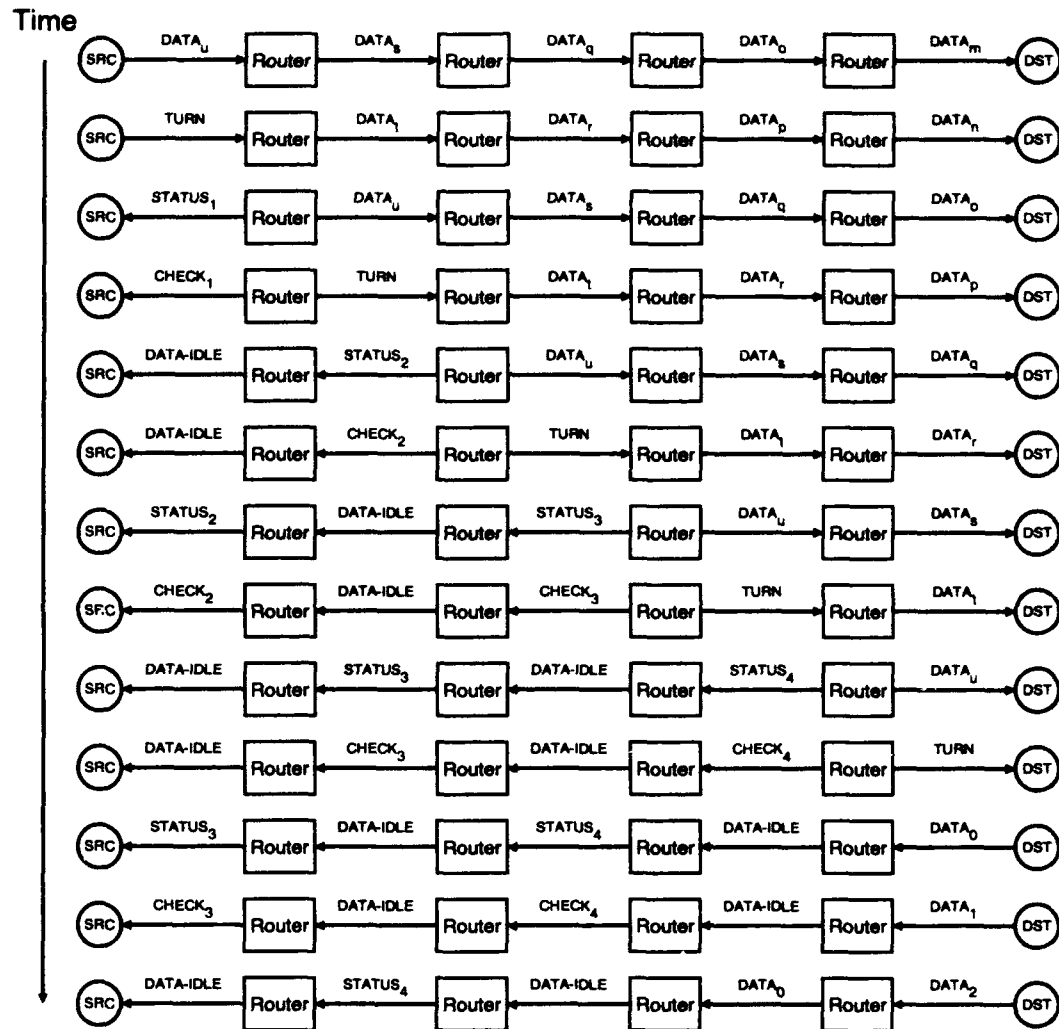 Time
DATAu DATAs DATAq DATAo DATAm
SRC Router Router Router Router DST
TURN DATAt DATAr DATAp DATAn
SRC Router Router Router Router DST
STATUS1 DATAu DATAs DATAq DATAo
SRC Router Router Router Router DST
CHECK1 TURN DATAt DATAr DATAp
SRC Router Router Router Router DST
DATA-IDLE STATUS2 DATAu DATAs DATAq
SRC Router Router Router Router DST
DATA-IDLE CHECK2 TURN DATAt DATAr
SRC Router Router Router Router DST
STATUS2 DATA-IDLE STATUS3 DATAu DATAs
SRC Router Router Router Router DST
CHECK2 DATA-IDLE CHECK3 TURN DATAt
SRC Router Router Router Router DST
DATA-IDLE STATUS3 DATA-IDLE STATUS4 DATAu
SRC Router Router Router Router DST
DATA-IDLE CHECK3 DATA-IDLE CHECK4 TURN
SRC Router Router Router Router DST
STATUS3 DATA-IDLE STATUS4 DATA-IDLE DATA0
SRC Router Router Router Router DST
CHECK3 DATA-IDLE CHECK4 DATA-IDLE DATA1
SRC Router Router Router Router DST
DATA-IDLE STATUS4 DATA-IDLE DATA0 DATA2
SRC Router Router Router Router DST